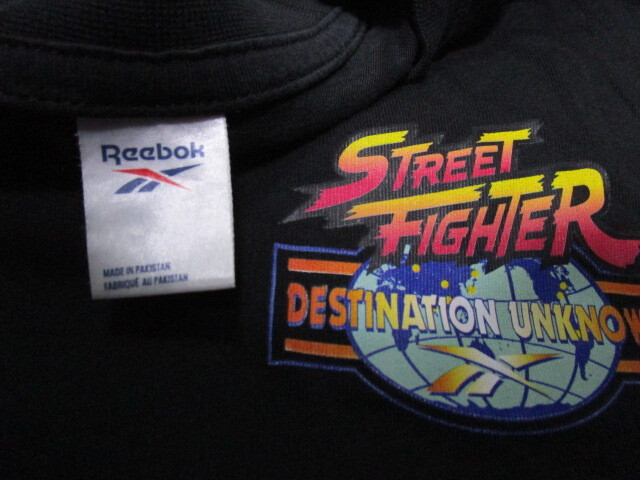 Reebok
MADE IN PAKISTAN
FABRIQUÉ AU PAKISTAN
STREET
FIGHTER
DESTINATION UNKNOW